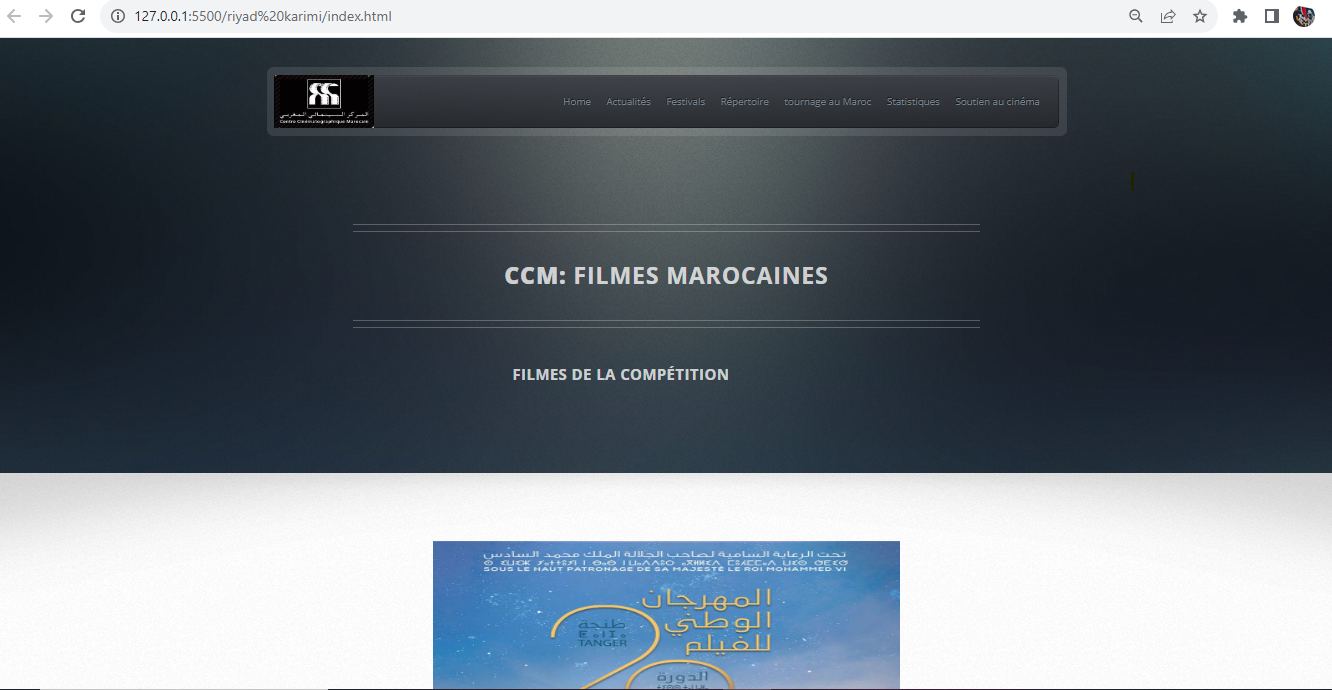 127.0.0.1:5500/riyad%20karimi/index.html
المركز السينمائي المغربي
Centre Cinématographique Marocain
Home Actualités Festivals Répertoire tournage au Maroc Statistiques Soutien au cinéma
CCM: FILMES MAROCAINES
FILMES DE LA COMPÉTITION
تحت الرعاية السامية لصاحب الجلالة الملك محمد السادس
SOUS LE HAUT PATRONAGE DE SA MAJESTÉ LE ROI MOHAMMED VI
المهرجان
الوطني
للفيلم
طنجة
TANGER
الدورة